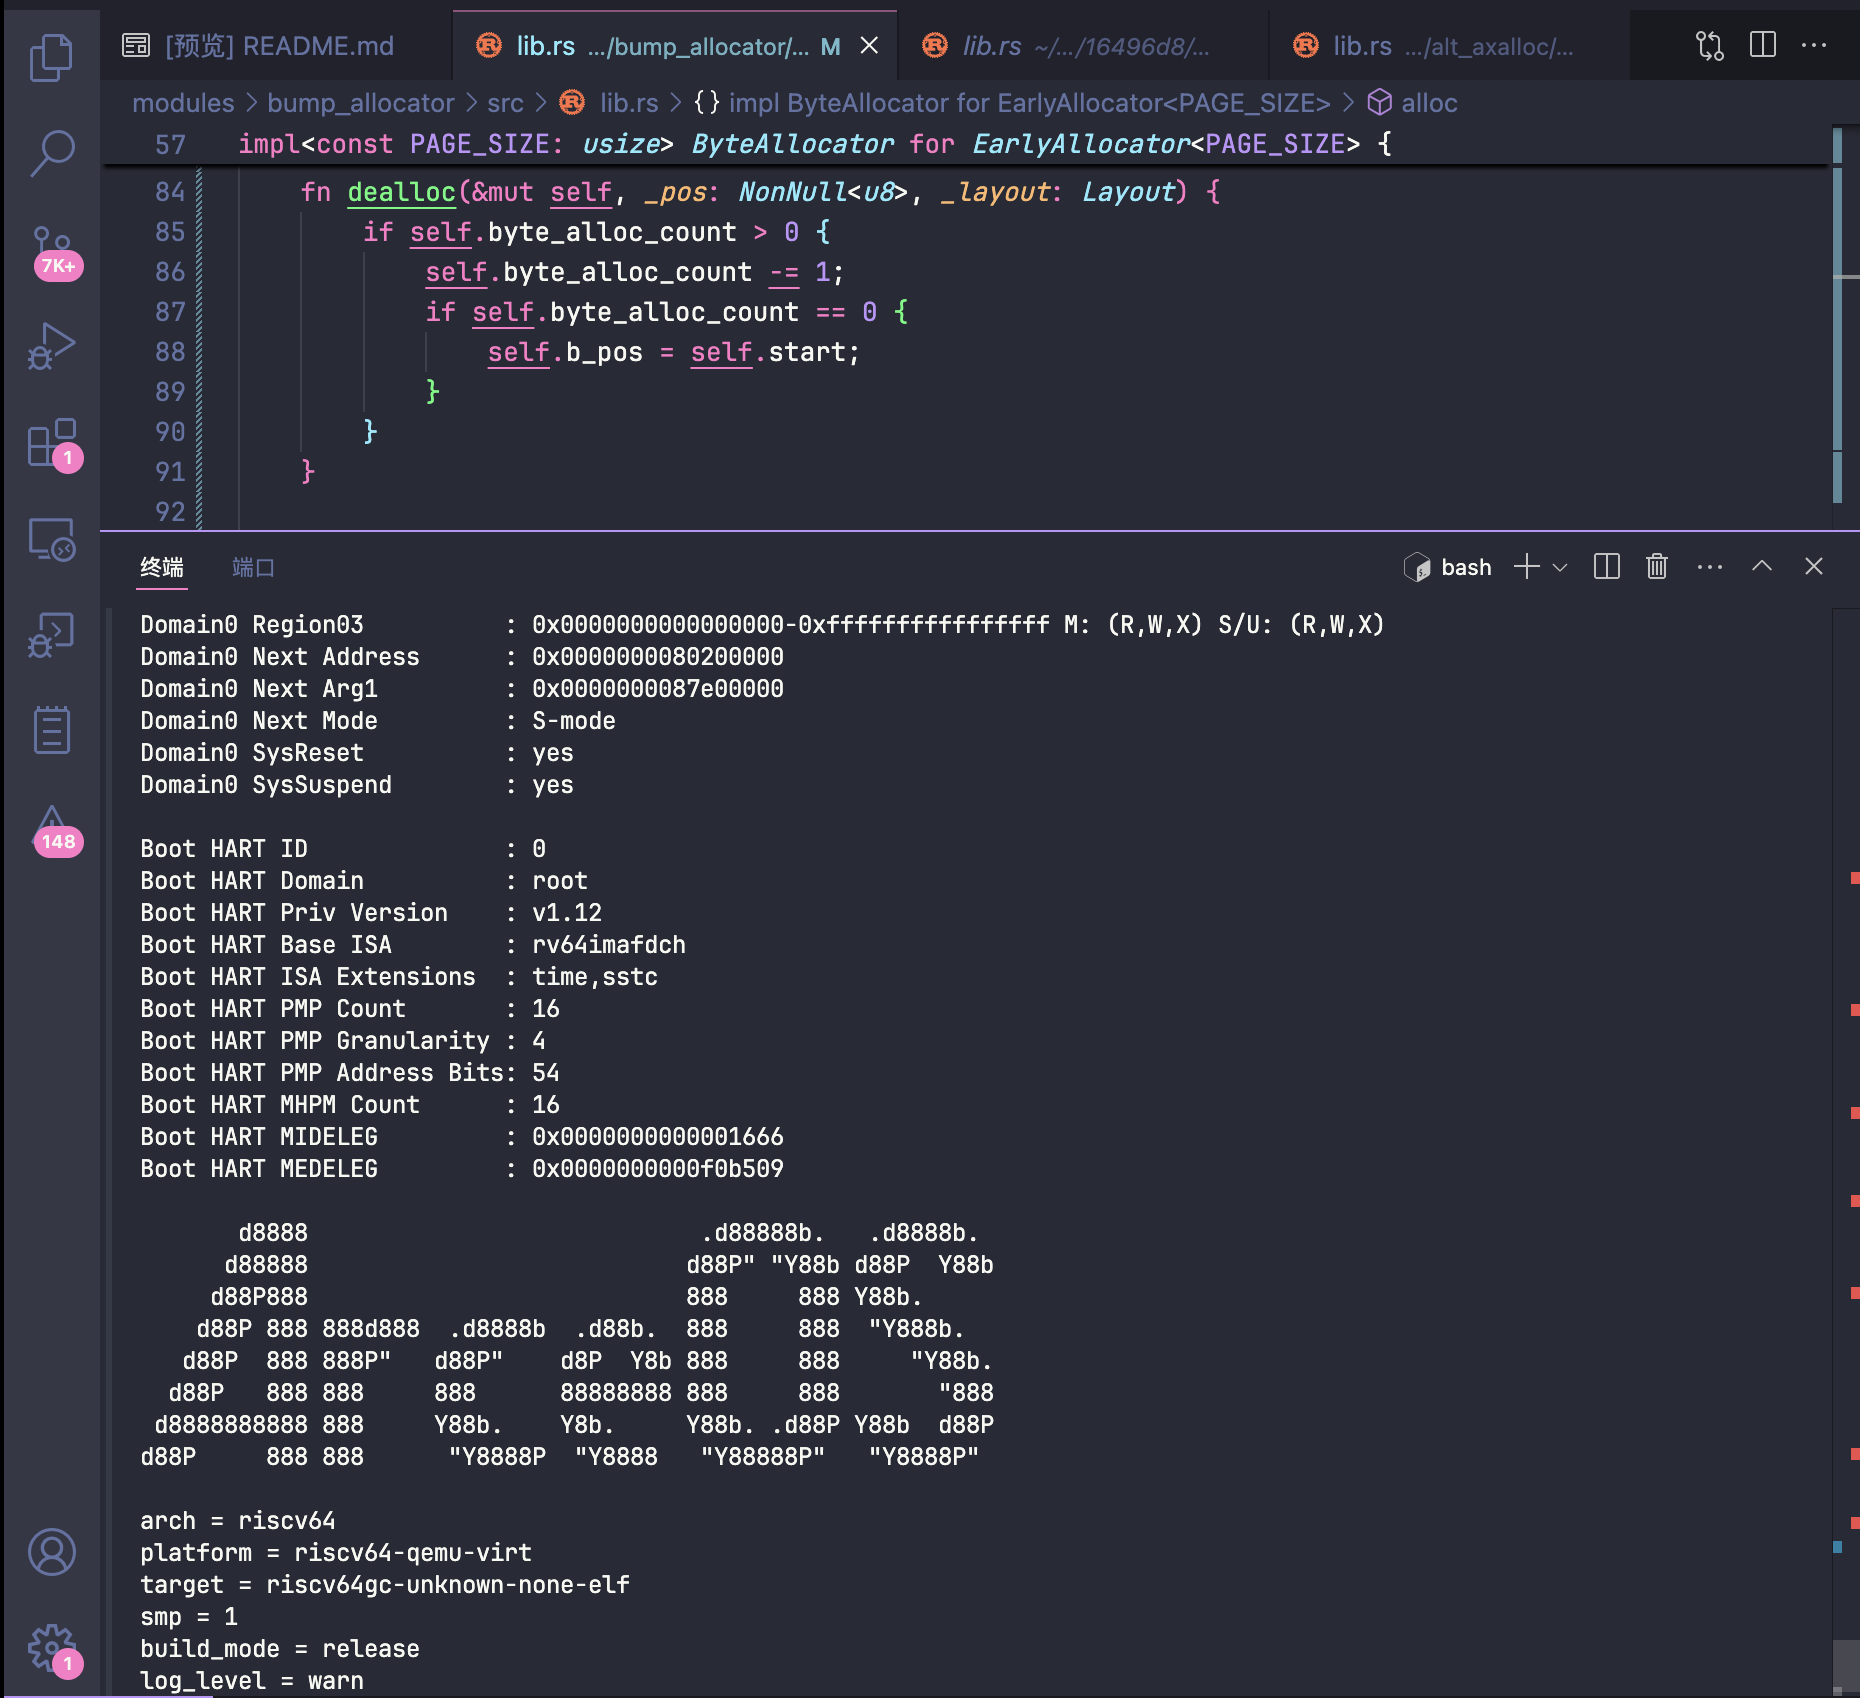 [预览] README.md
lib.rs .../bump_allocator/... M
lib.rs ~/.../16496d8/...
lib.rs .../alt_axalloc/...
modules > bump_allocator > src > lib.rs > {} impl ByteAllocator for EarlyAllocator<PAGE_SIZE> > alloc
57 impl<const PAGE_SIZE: usize> ByteAllocator for EarlyAllocator<PAGE_SIZE> {
84     fn dealloc(&mut self, _pos: NonNull<u8>, _layout: Layout) {
85         if self.byte_alloc_count > 0 {
86             self.byte_alloc_count -= 1;
87             if self.byte_alloc_count == 0 {
88                 self.b_pos = self.start;
89             }
90         }
91     }
92
7K+
1
148
1
终端 端口
bash
Domain0 Region03          : 0x0000000000000000-0xffffffffffffffff M: (R,W,X) S/U: (R,W,X)
Domain0 Next Address      : 0x0000000080200000
Domain0 Next Arg1         : 0x0000000087e00000
Domain0 Next Mode         : S-mode
Domain0 SysReset          : yes
Domain0 SysSuspend        : yes
Boot HART ID              : 0
Boot HART Domain          : root
Boot HART Priv Version    : v1.12
Boot HART Base ISA        : rv64imafdch
Boot HART ISA Extensions  : time,sstc
Boot HART PMP Count       : 16
Boot HART PMP Granularity : 4
Boot HART PMP Address Bits: 54
Boot HART MHPM Count      : 16
Boot HART MIDELEG         : 0x0000000000001666
Boot HART MEDELEG         : 0x0000000000f0b509
       d8888                            .d88888b.   .d8888b.
      d88888                           d88P" "Y88b d88P  Y88b
     d88P888                           888     888 Y88b.
    d88P 888 888d888  .d8888b  .d88b.  888     888  "Y888b.
   d88P  888 888P"   d88P"    d8P  Y8b 888     888     "Y88b.
  d88P   888 888     888      88888888 888     888       "888
 d8888888888 888     Y88b.    Y8b.     Y88b. .d88P Y88b  d88P
d88P     888 888      "Y8888P  "Y8888   "Y88888P"   "Y8888P"
arch = riscv64
platform = riscv64-qemu-virt
target = riscv64gc-unknown-none-elf
smp = 1
build_mode = release
log_level = warn